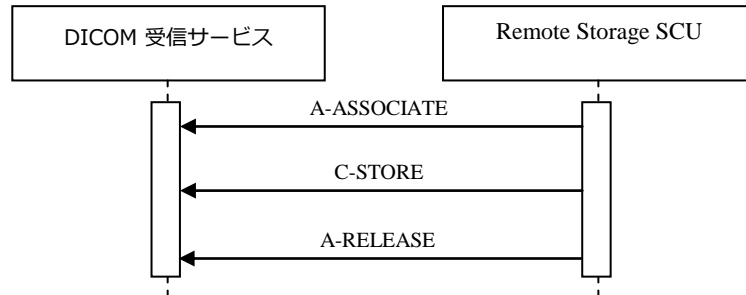 DICOM 受信サービス
Remote Storage SCU
A-ASSOCIATE
C-STORE
A-RELEASE